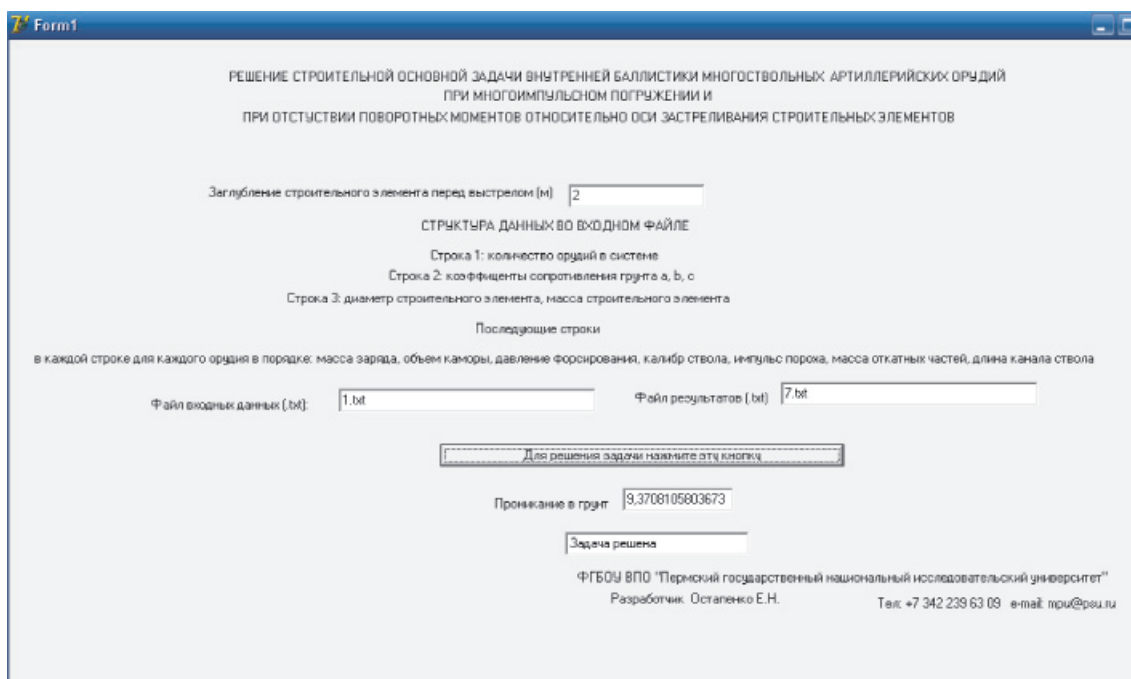 Form1
РЕШЕНИЕ СТРОИТЕЛЬНОЙ ОСНОВНОЙ ЗАДАЧИ ВНУТРЕННЕЙ БАЛЛИСТИКИ МНОГОСТВОЛЬНЫХ АРТИЛЛЕРИЙСКИХ ОРУДИЙ
ПРИ МНОГОИМПУЛЬСНОМ ПОГРУЖЕНИИ И
ПРИ ОТСТУСТВИИ ПОВОРОТНЫХ МОМЕНТОВ ОТНОСИТЕЛЬНО ОСИ ЗАСТРЕЛИВАНИЯ СТРОИТЕЛЬНЫХ ЭЛЕМЕНТОВ
Заглубление строительного элемента перед выстрелом (м) 2
СТРУКТУРА ДАННЫХ ВО ВХОДНОМ ФАЙЛЕ
Строка 1: количество орудий в системе
Строка 2: коэффиценты сопротивления грунта a, b, c
Строка 3: диаметр строительного элемента, масса строительного элемента
Последующие строки
в каждой строке для каждого орудия в порядке: масса заряда, объем каморы, давление форсирования, калибр ствола, импульс пороха, масса откатных частей, длина канала ствола
Файл входных данных (.txt): 1.txt Файл результатов (.txt) 7.txt
Для решения задачи нажмите эту кнопку
Проникание в грунт 9,3708105803673
Задача решена
ФГБОУ ВПО "Пермский государственный национальный исследовательский университет"
Разработчик Остапенко Е.Н. Тел: +7 342 239 63 09 e-mail: mpu@psu.ru